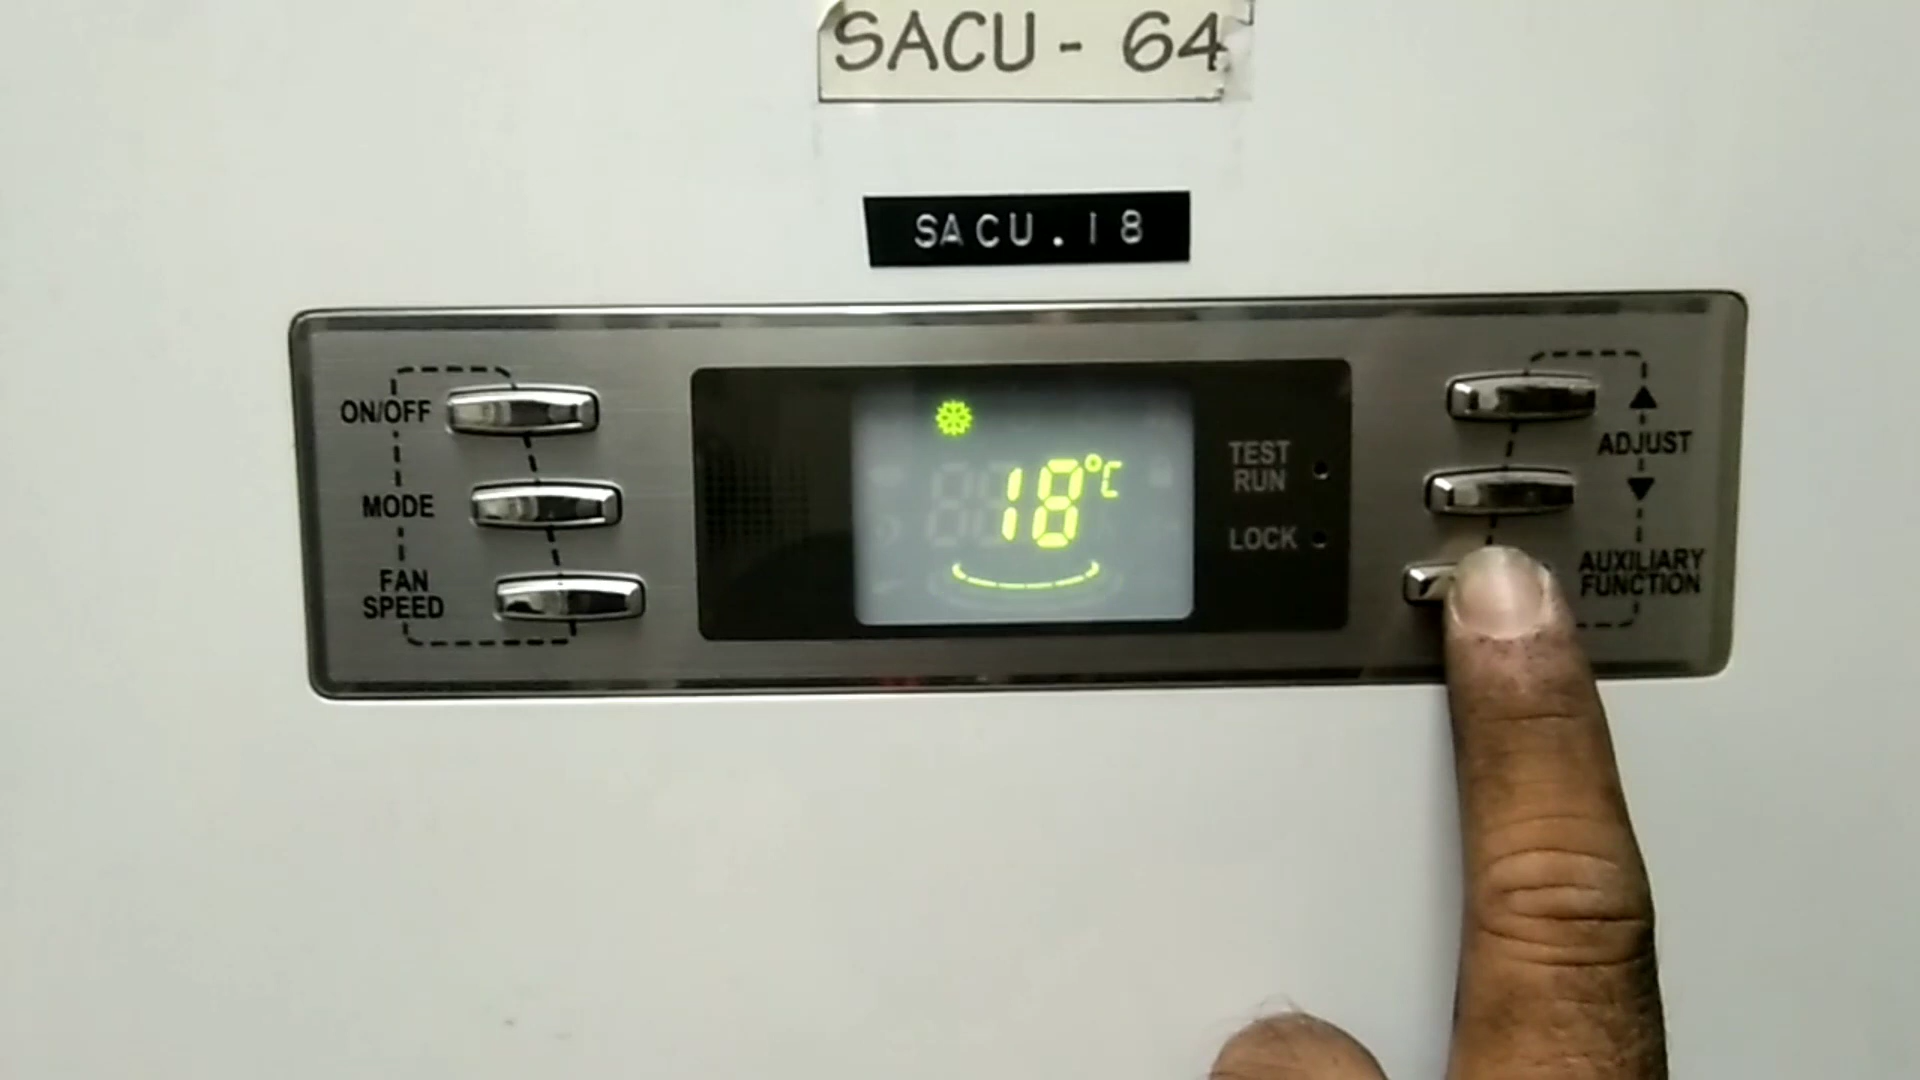 SACU - 64
SACU.18
ON/OFF
MODE
FAN
SPEED
18°C
TEST
RUN
LOCK
ADJUST
AUXILIARY
FUNCTION